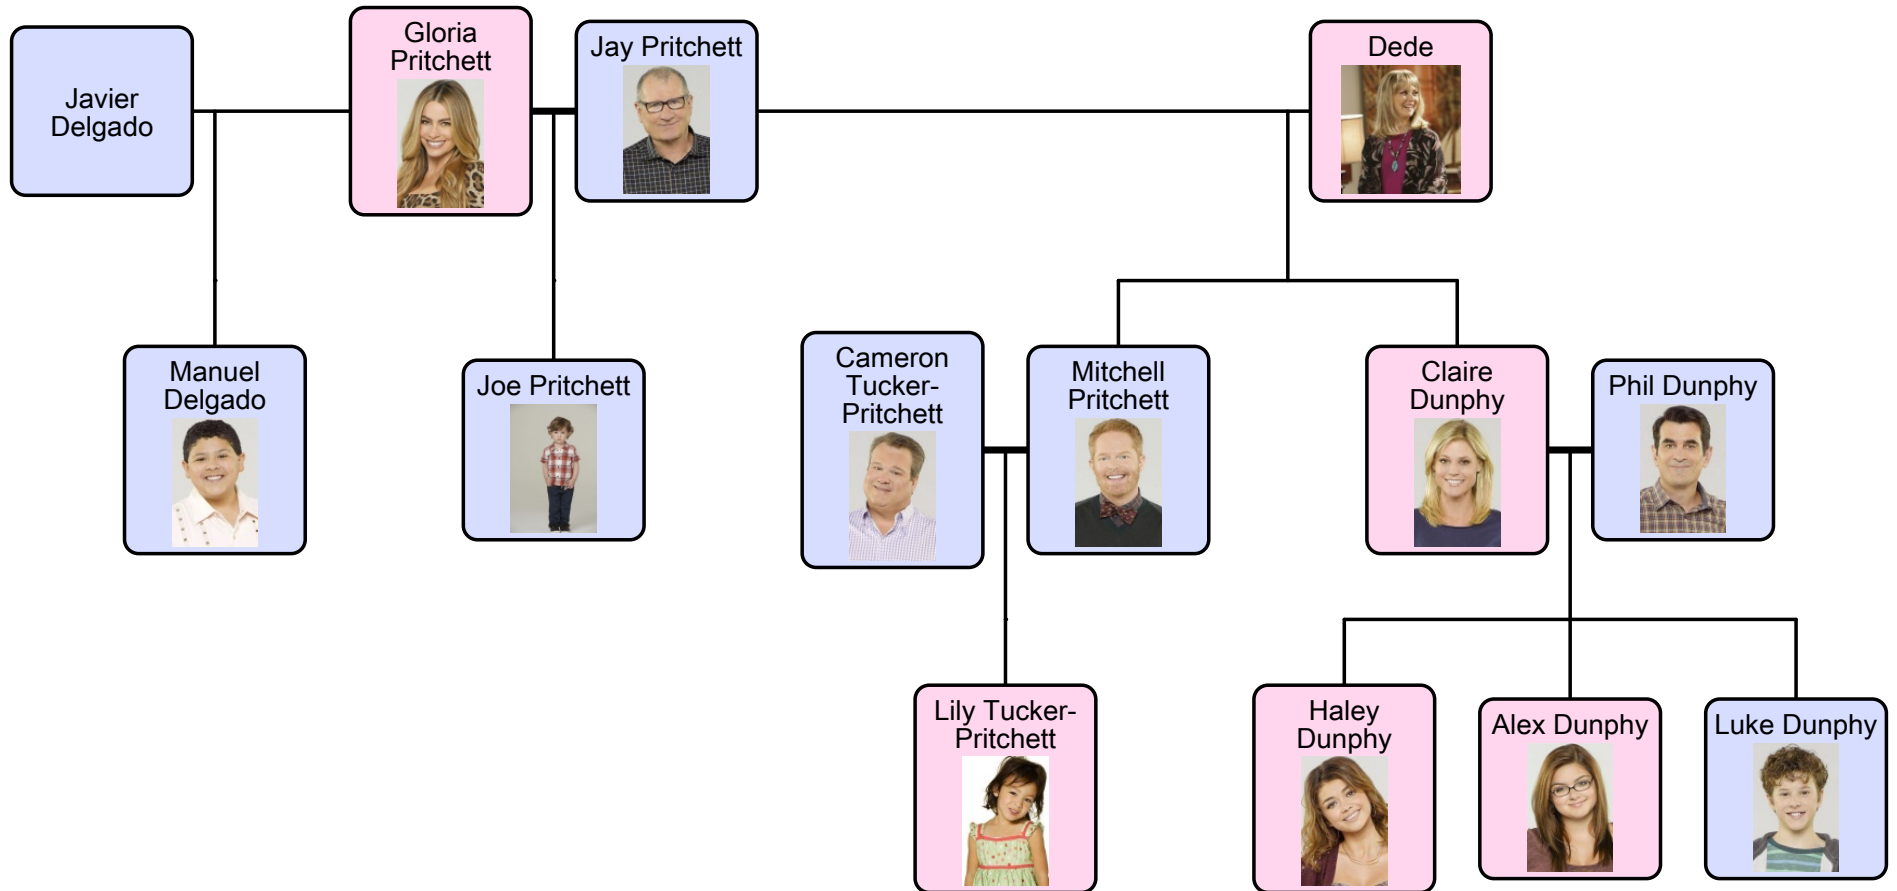 Javier
Delgado
Gloria
Pritchett
Jay Pritchett
Dede
Manuel
Delgado
Joe Pritchett
Cameron
Tucker-
Pritchett
Mitchell
Pritchett
Claire
Dunphy
Phil Dunphy
Lily Tucker-
Pritchett
Haley
Dunphy
Alex Dunphy
Luke Dunphy